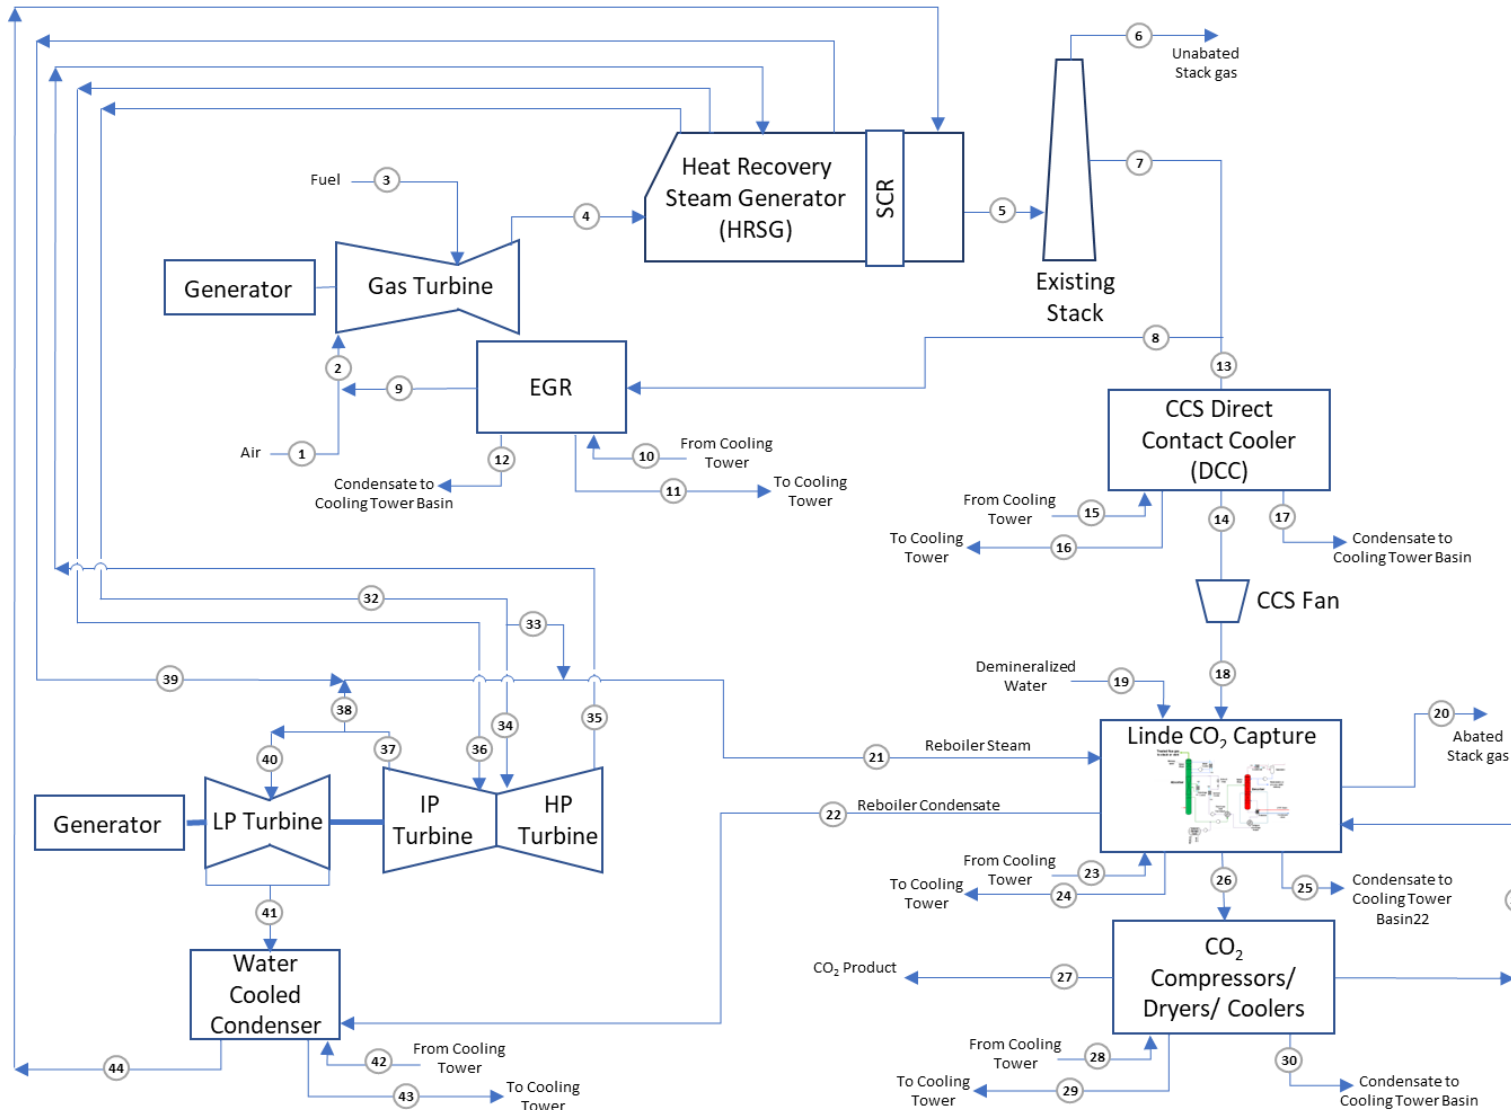 6
Unabated
Stack gas
Heat Recovery
Steam Generator
(HRSG)
SCR
7
Fuel
3
4
5
Generator
Gas Turbine
Existing
Stack
8
2
9
EGR
13
CCS Direct
Contact Cooler
(DCC)
Air
1
12
10
From Cooling
Tower
Condensate to
Cooling Tower Basin
11
To Cooling
Tower
From Cooling
Tower
15
14
17
To Cooling
Tower
16
Condensate to
Cooling Tower Basin
CCS Fan
32
33
39
38
Demineralized
Water
19
18
34
35
36
37
40
20
Abated
Stack gas
21
Reboiler Steam
Linde CO₂ Capture
Generator
LP Turbine
IP
Turbine
HP
Turbine
22
Reboiler Condensate
From Cooling
Tower
23
To Cooling
Tower
24
26
25
Condensate to
Cooling Tower
Basin22
41
Water
Cooled
Condenser
CO₂
Compressors/
Dryers/ Coolers
CO₂ Product
27
44
42
From Cooling
Tower
43
To Cooling
Tower
From Cooling
Tower
28
To Cooling
Tower
29
30
Condensate to
Cooling Tower Basin